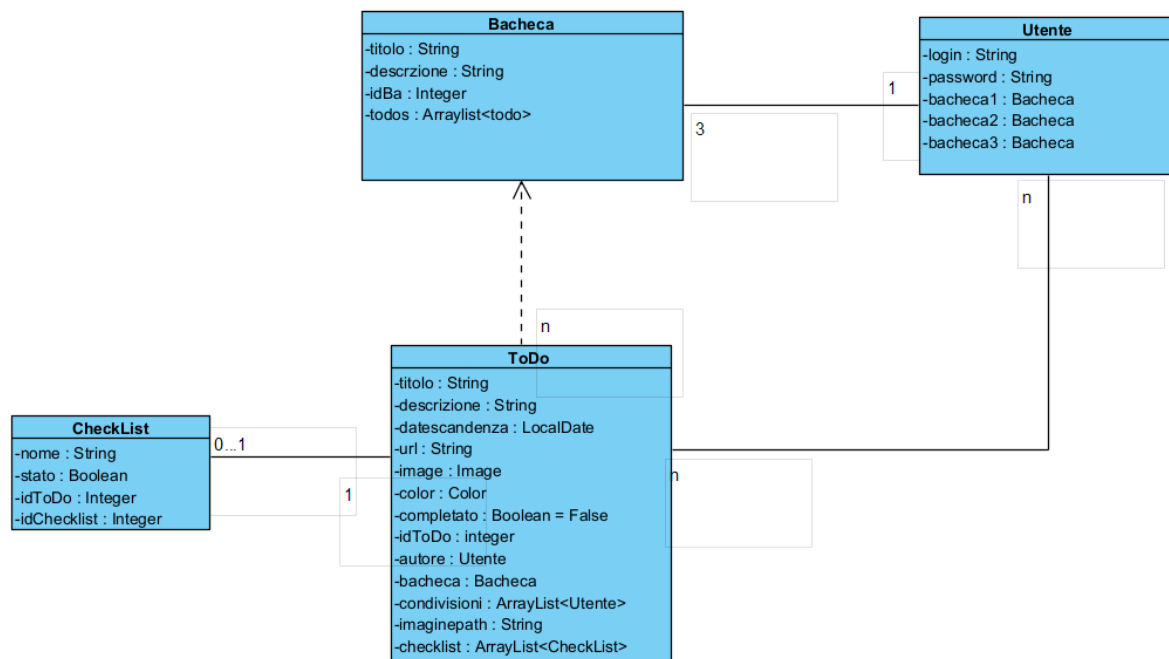 Bacheca
-titolo : String
-descrzione : String
-idBa : Integer
-todos : Arraylist<todo>
Utente
-login : String
-password : String
-bacheca1 : Bacheca
-bacheca2 : Bacheca
-bacheca3 : Bacheca
1
3
n
n
ToDo
-titolo : String
-descrizione : String
-datescandenza : LocalDate
-url : String
-image : Image
-color : Color
-completato : Boolean = False
-idToDo : integer
-autore : Utente
-bacheca : Bacheca
-condivisioni : ArrayList<Utente>
-imaginepath : String
-checklist : ArrayList<CheckList>
n
CheckList
-nome : String
-stato : Boolean
-idToDo : Integer
-idChecklist : Integer
0...1
1